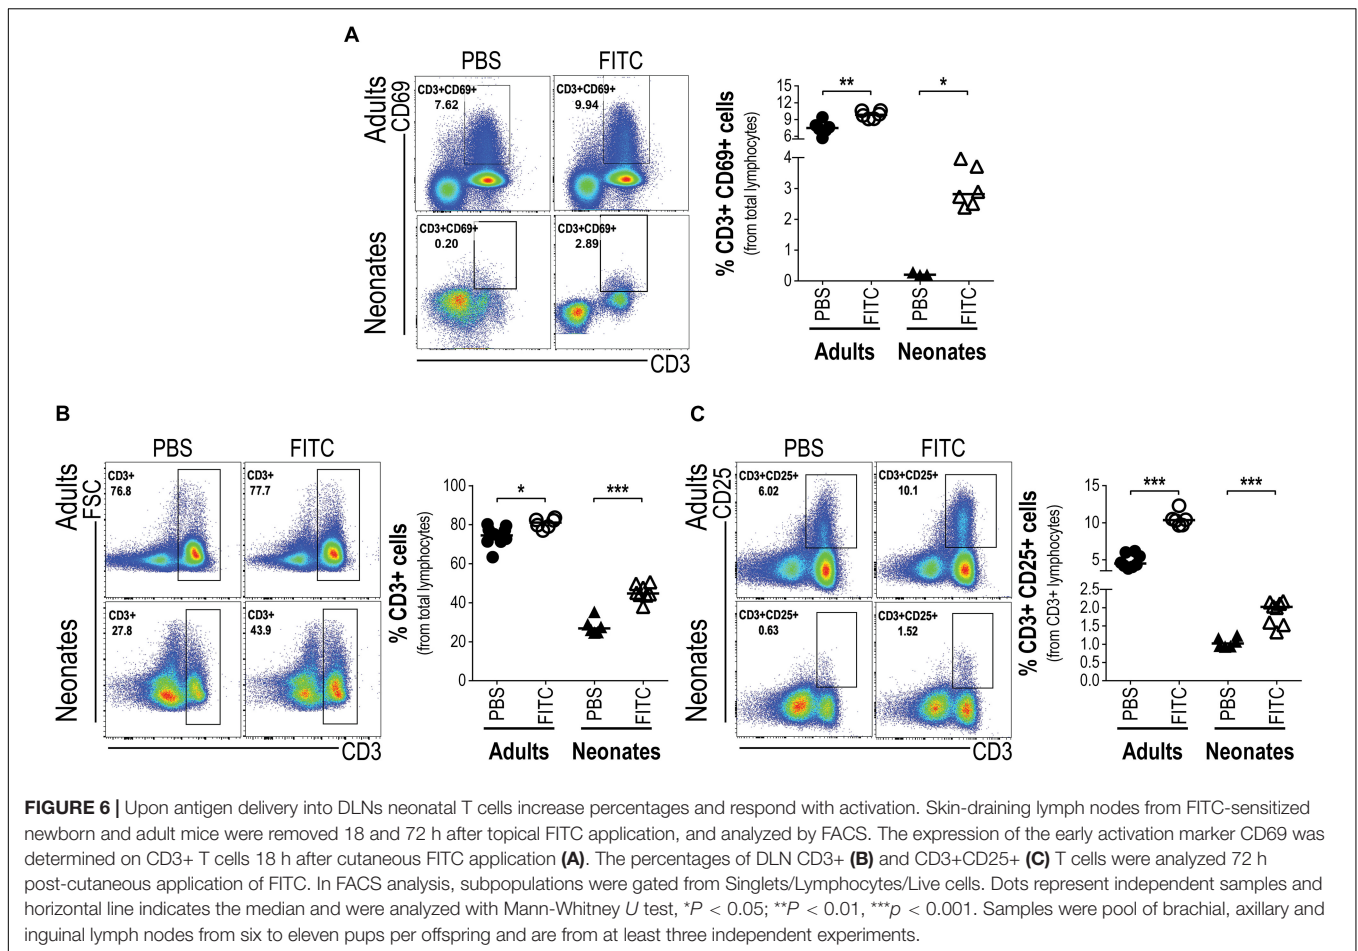 A
PBS
FITC
Adults
CD69
CD3+CD69+
7.62
CD3+CD69+
9.94
Neonates
CD3+CD69+
0.20
CD3+CD69+
2.89
CD3
% CD3+ CD69+ cells
(from total lymphocytes)
15
12
9
6
4
3
2
1
0
**
*
PBS
FITC
PBS
FITC
Adults
Neonates
B
PBS
FITC
Adults
FSC
CD3+
76.8
CD3+
77.7
Neonates
CD3+
27.8
CD3+
43.9
CD3
% CD3+ cells
(from total lymphocytes)
100
80
60
40
20
0
*
***
PBS
FITC
PBS
FITC
Adults
Neonates
C
PBS
FITC
Adults
CD25
CD3+CD25+
6.02
CD3+CD25+
10.1
Neonates
CD3+CD25+
0.63
CD3+CD25+
1.52
CD3
% CD3+ CD25+ cells
(from CD3+ lymphocytes)
15
10
5
2.5
2.0
1.5
1.0
0.5
0.0
***
***
PBS
FITC
PBS
FITC
Adults
Neonates
FIGURE 6 | Upon antigen delivery into DLNs neonatal T cells increase percentages and respond with activation. Skin-draining lymph nodes from FITC-sensitized
newborn and adult mice were removed 18 and 72 h after topical FITC application, and analyzed by FACS. The expression of the early activation marker CD69 was
determined on CD3+ T cells 18 h after cutaneous FITC application (A). The percentages of DLN CD3+ (B) and CD3+CD25+ (C) T cells were analyzed 72 h
post-cutaneous application of FITC. In FACS analysis, subpopulations were gated from Singlets/Lymphocytes/Live cells. Dots represent independent samples and
horizontal line indicates the median and were analyzed with Mann-Whitney U test, *P < 0.05; **P < 0.01, ***p < 0.001. Samples were pool of brachial, axillary and
inguinal lymph nodes from six to eleven pups per offspring and are from at least three independent experiments.